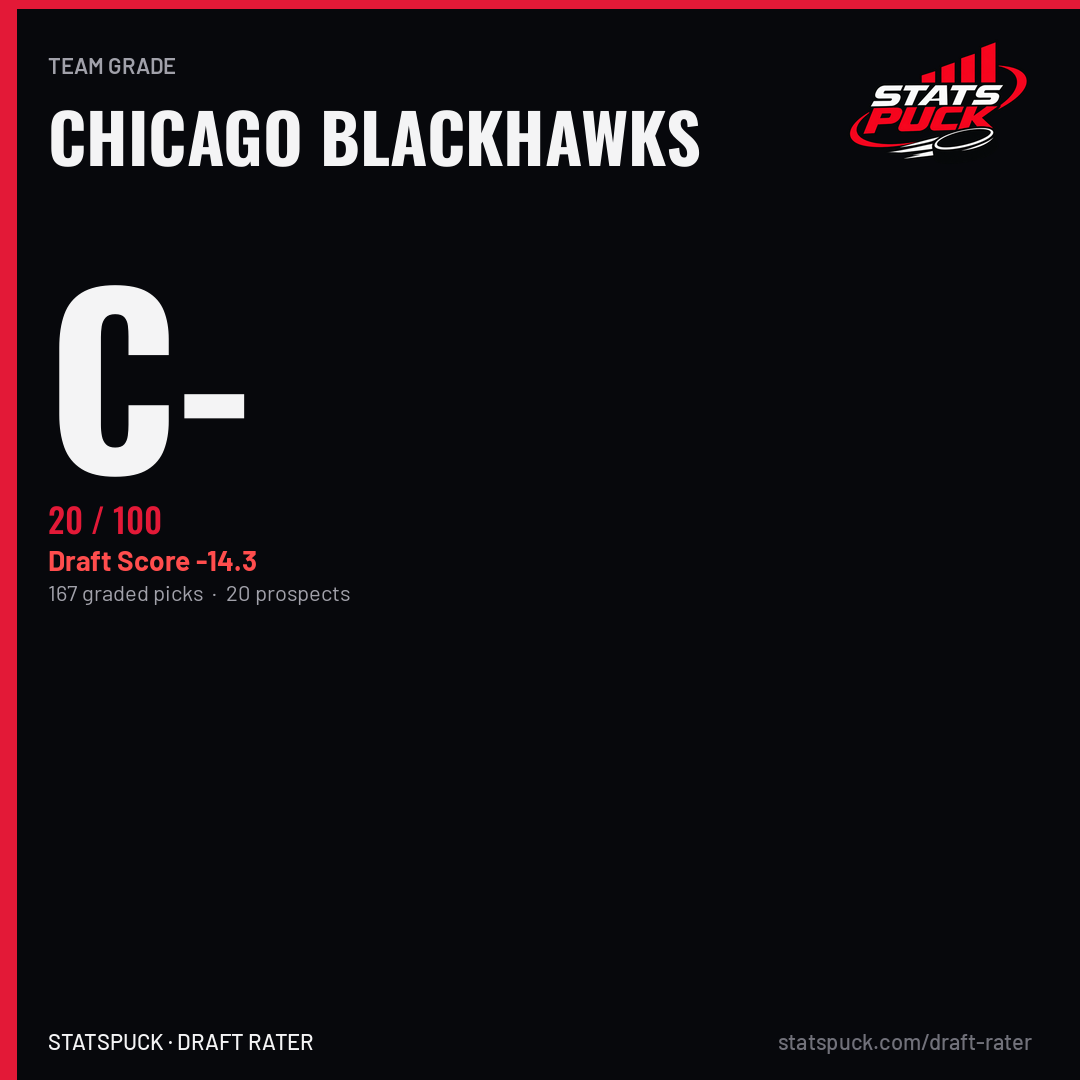 TEAM GRADE
CHICAGO BLACKHAWKS
STATS
PUCK
C-
20 / 100
Draft Score -14.3
167 graded picks · 20 prospects
STATSPUCK · DRAFT RATER
statspuck.com/draft-rater